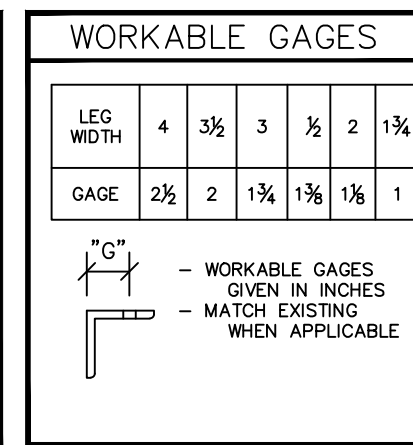 WORKABLE GAGES
LEG WIDTH 4 3½ 3 ½ 2 1¾
GAGE 2½ 2 1¾ 1⅜ 1⅛ 1
"G"
- WORKABLE GAGES
GIVEN IN INCHES
- MATCH EXISTING
WHEN APPLICABLE